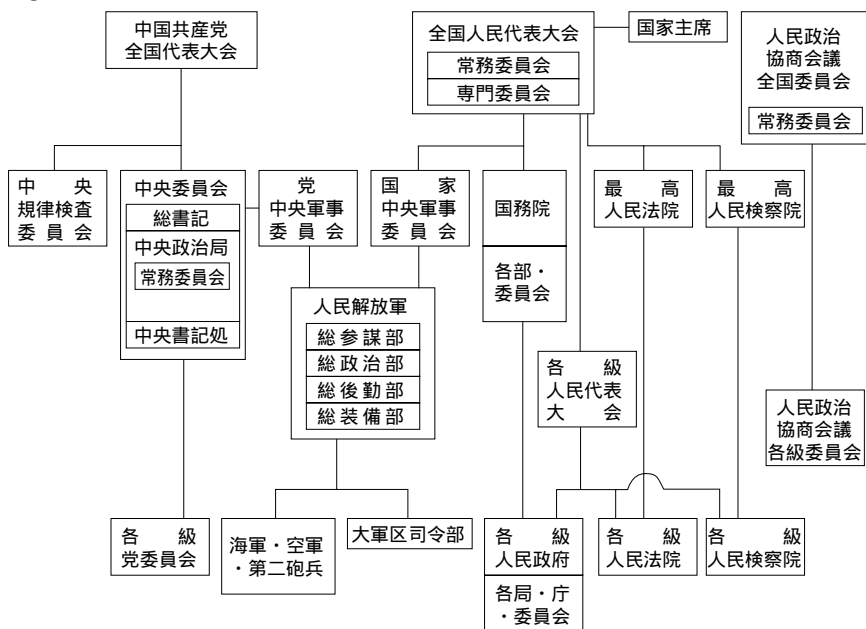 中国共産党
全国代表大会
全国人民代表大会
常務委員会
専門委員会
国家主席
人民政治
協商会議
全国委員会
常務委員会
中央
規律検査
委員会
中央委員会
総書記
中央政治局
常務委員会
中央書記処
党
中央軍事
委員会
国家
中央軍事
委員会
国務院
各部・
委員会
最高
人民法院
最高
人民検察院
人民解放軍
総参謀部
総政治部
総後勤部
総装備部
各級
人民代表
大会
人民政治
協商会議
各級委員会
各級
党委員会
海軍・空軍
・第二砲兵
大軍区司令部
各級
人民政府
各局・庁
・委員会
各級
人民法院
各級
人民検察院